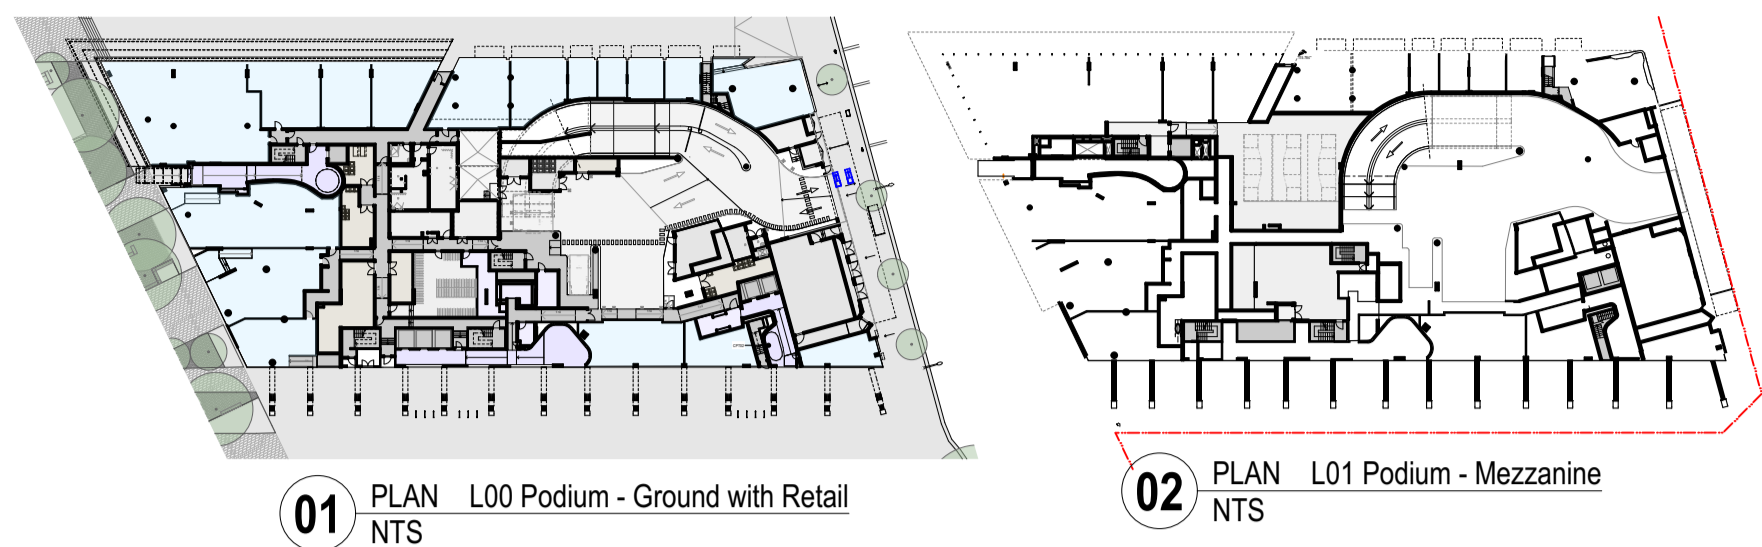 01
PLAN L00 Podium - Ground with Retail
NTS
02
PLAN L01 Podium - Mezzanine
NTS